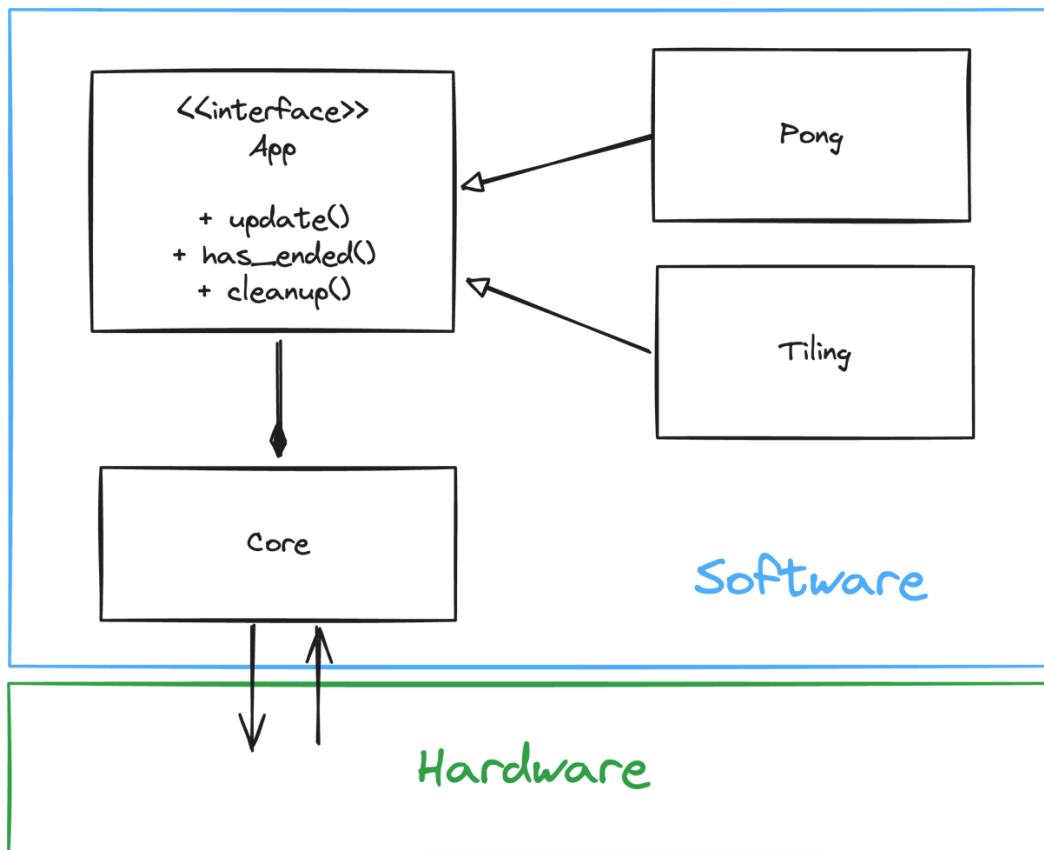 <<interface>>
App
+ update()
+ has_ended()
+ cleanup()
Pong
Tiling
Core
Software
Hardware